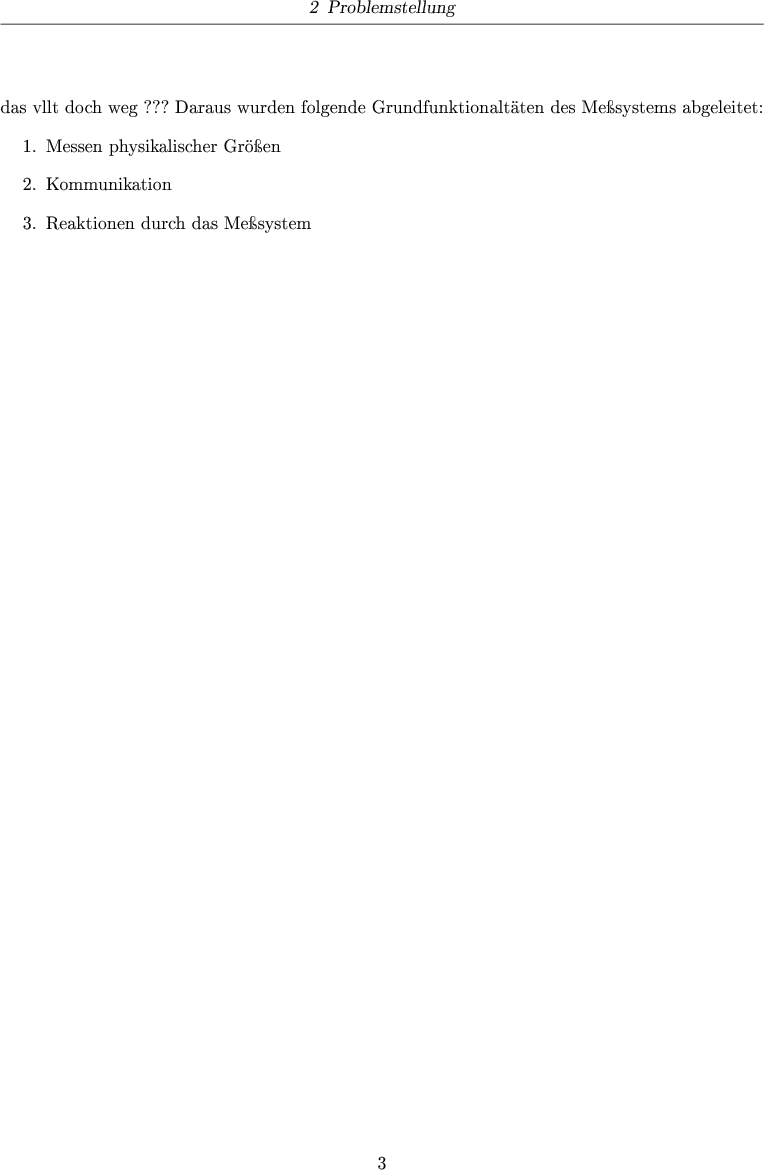 2 Problemstellung
das vllt doch weg ??? Daraus wurden folgende Grundfunktionaltäten des Meßsystems abgeleitet:
1. Messen physikalischer Größen
2. Kommunikation
3. Reaktionen durch das Meßsystem
3